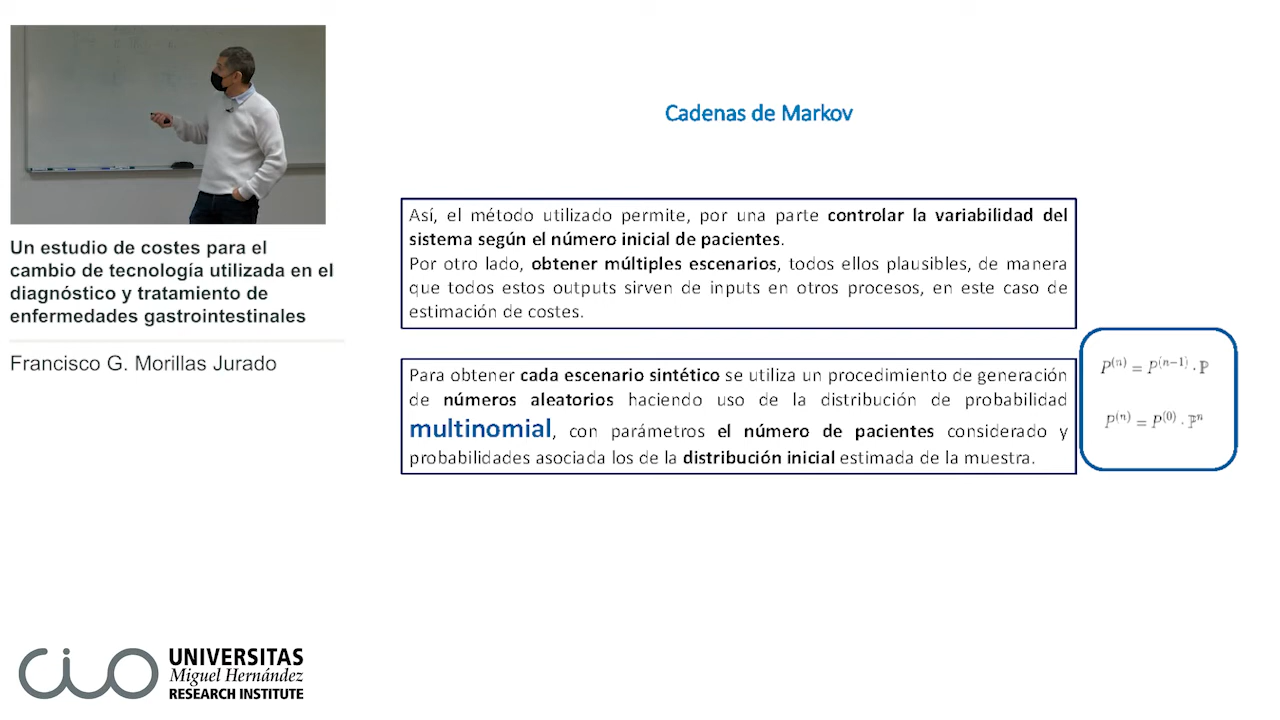 Cadenas de Markov
Así, el método utilizado permite, por una parte controlar la variabilidad del
sistema según el número inicial de pacientes.
Por otro lado, obtener múltiples escenarios, todos ellos plausibles, de manera
que todos estos outputs sirven de inputs en otros procesos, en este caso de
estimación de costes.
Para obtener cada escenario sintético se utiliza un procedimiento de generación
de números aleatorios haciendo uso de la distribución de probabilidad
multinomial, con parámetros el número de pacientes considerado y
probabilidades asociada los de la distribución inicial estimada de la muestra.
P⁽ⁿ⁾ = P⁽ⁿ⁻¹⁾ · ℙ
P⁽ⁿ⁾ = P⁽⁰⁾ · ℙⁿ
Un estudio de costes para el
cambio de tecnología utilizada en el
diagnóstico y tratamiento de
enfermedades gastrointestinales
Francisco G. Morillas Jurado
cio
UNIVERSITAS
Miguel Hernández
RESEARCH INSTITUTE